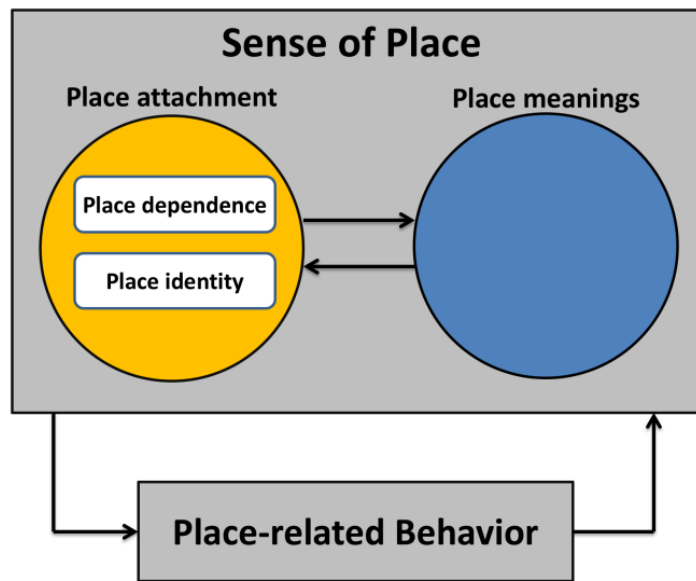 Sense of Place
Place attachment
Place meanings
Place dependence
Place identity
Place-related Behavior